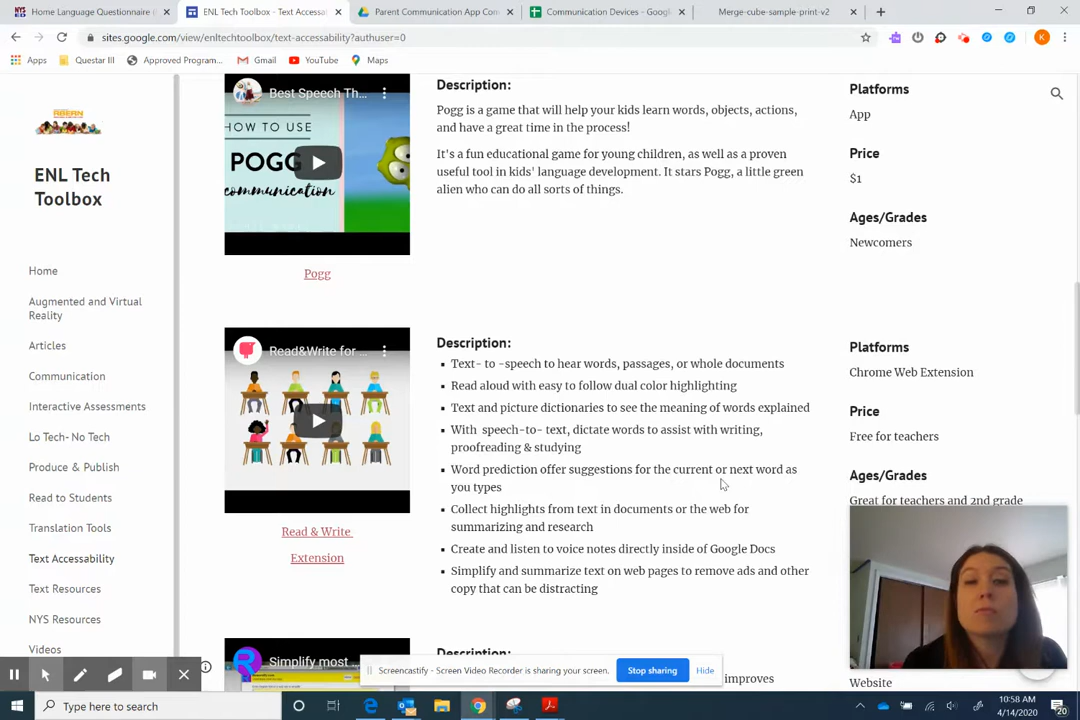 Home Language Questionnaire (
ENL Tech Toolbox - Text Accessa
Parent Communication App Com
Communication Devices - Goog
Merge-cube-sample-print-v2
sites.google.com/view/enltechtoolbox/text-accessability?authuser=0
K
Apps
Questar III
Approved Program...
Gmail
YouTube
Maps
RBERN
ENL Tech
Toolbox
Home
Augmented and Virtual
Reality
Articles
Communication
Interactive Assessments
Lo Tech- No Tech
Produce & Publish
Read to Students
Translation Tools
Text Accessability
Text Resources
NYS Resources
Videos
Best Speech Th...
HOW TO USE
POGG
communication
Pogg
Description:
Pogg is a game that will help your kids learn words, objects, actions,
and have a great time in the process!
It's a fun educational game for young children, as well as a proven
useful tool in kids' language development. It stars Pogg, a little green
alien who can do all sorts of things.
Platforms
App
Price
$1
Ages/Grades
Newcomers
Read&Write for ...
Read & Write
Extension
Description:
Text- to -speech to hear words, passages, or whole documents
Read aloud with easy to follow dual color highlighting
Text and picture dictionaries to see the meaning of words explained
With speech-to- text, dictate words to assist with writing,
proofreading & studying
Word prediction offer suggestions for the current or next word as
you types
Collect highlights from text in documents or the web for
summarizing and research
Create and listen to voice notes directly inside of Google Docs
Simplify and summarize text on web pages to remove ads and other
copy that can be distracting
Platforms
Chrome Web Extension
Price
Free for teachers
Ages/Grades
Great for teachers and 2nd grade
Simplify most ...
Description:
improves
Website
Screencastify - Screen Video Recorder is sharing your screen.
Stop sharing
Hide
Type here to search
10:58 AM
4/14/2020
20